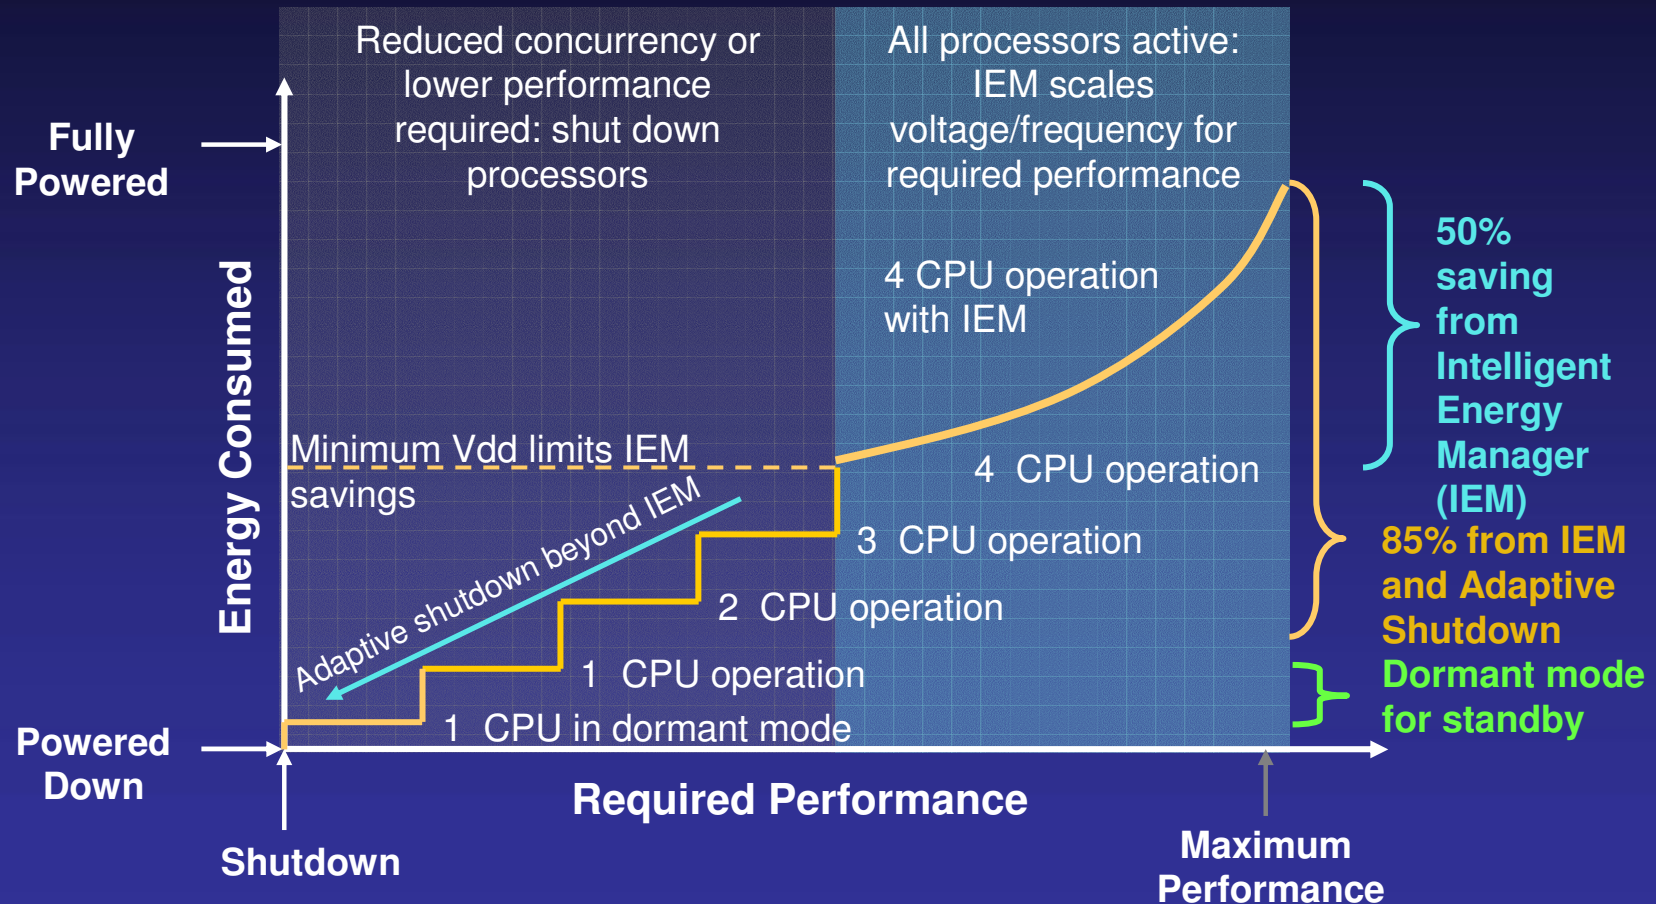 Reduced concurrency or
lower performance
required: shut down
processors
All processors active:
IEM scales
voltage/frequency for
required performance
Fully
Powered
Energy Consumed
4 CPU operation
with IEM
50%
saving
from
Intelligent
Energy
Manager
(IEM)
Minimum Vdd limits IEM
savings
Adaptive shutdown beyond IEM
4 CPU operation
3 CPU operation
2 CPU operation
1 CPU operation
1 CPU in dormant mode
85% from IEM
and Adaptive
Shutdown
Dormant mode
for standby
Powered
Down
Required Performance
Shutdown
Maximum
Performance